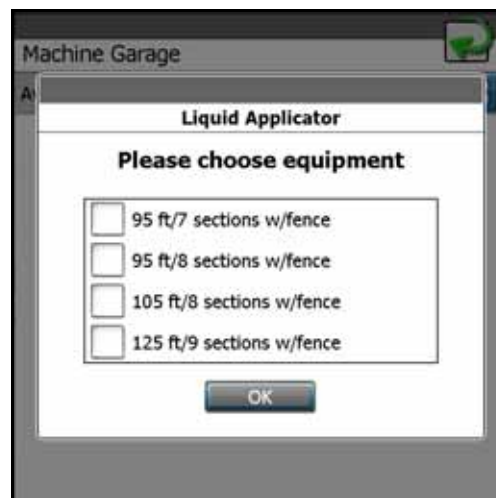 Machine Garage
Liquid Applicator
Please choose equipment
95 ft/7 sections w/fence
95 ft/8 sections w/fence
105 ft/8 sections w/fence
125 ft/9 sections w/fence
OK